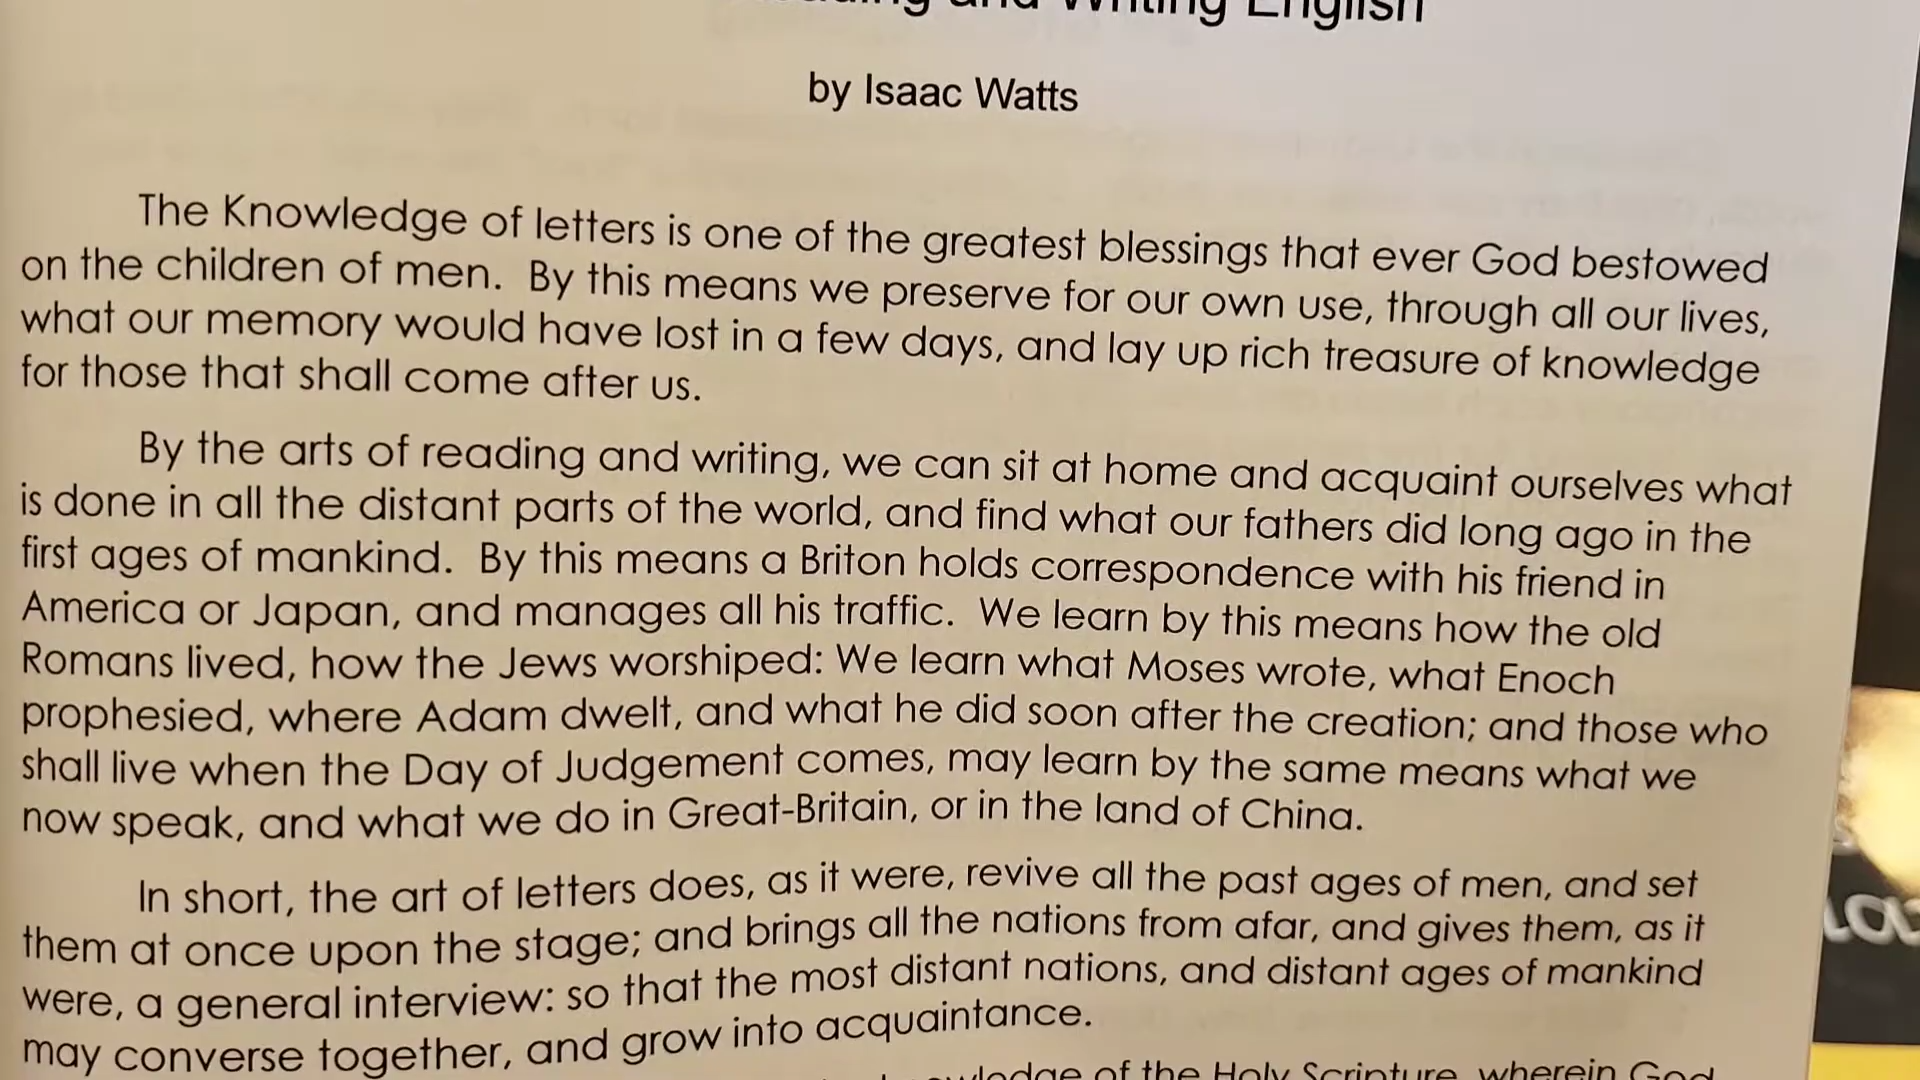 and Writing English
by Isaac Watts
The Knowledge of letters is one of the greatest blessings that ever God bestowed
on the children of men. By this means we preserve for our own use, through all our lives,
what our memory would have lost in a few days, and lay up rich treasure of knowledge
for those that shall come after us.
By the arts of reading and writing, we can sit at home and acquaint ourselves what
is done in all the distant parts of the world, and find what our fathers did long ago in the
first ages of mankind. By this means a Briton holds correspondence with his friend in
America or Japan, and manages all his traffic. We learn by this means how the old
Romans lived, how the Jews worshiped: We learn what Moses wrote, what Enoch
prophesied, where Adam dwelt, and what he did soon after the creation; and those who
shall live when the Day of Judgement comes, may learn by the same means what we
now speak, and what we do in Great-Britain, or in the land of China.
In short, the art of letters does, as it were, revive all the past ages of men, and set
them at once upon the stage; and brings all the nations from afar, and gives them, as it
were, a general interview: so that the most distant nations, and distant ages of mankind
may converse together, and grow into acquaintance.
of the Holy Scripture, wherein God